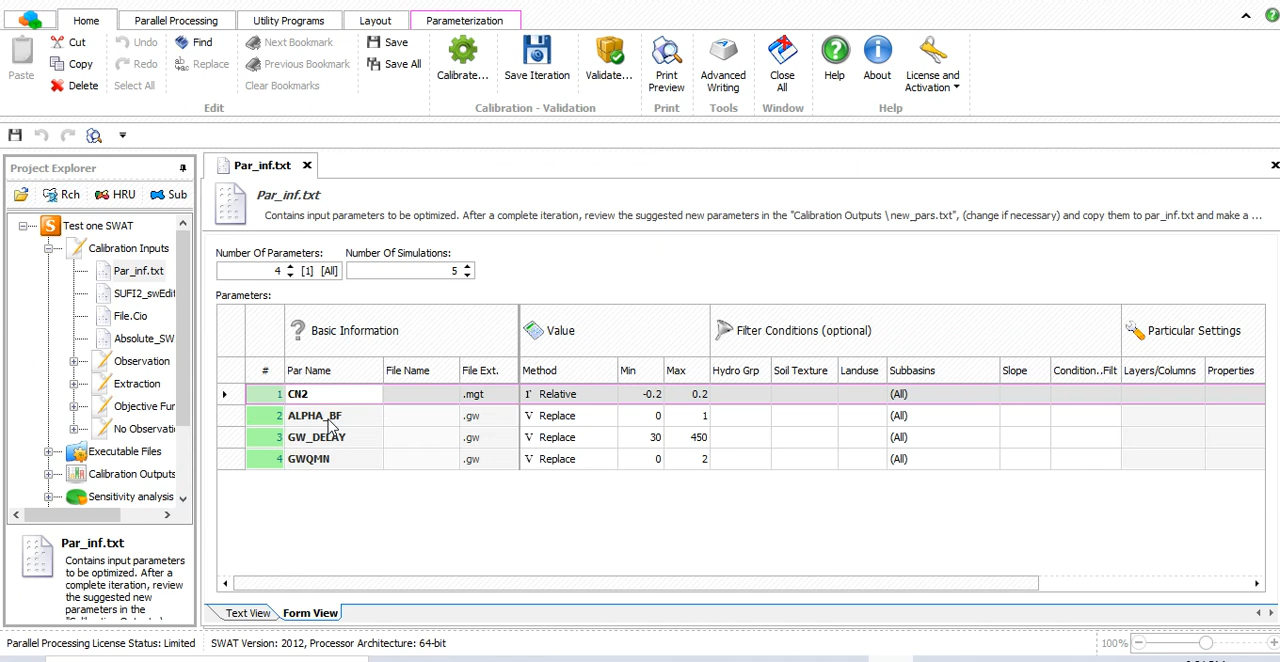 Home
Parallel Processing
Utility Programs
Layout
Parameterization
Paste
Cut
Copy
Delete
Undo
Redo
Select All
Find
Replace
Edit
Next Bookmark
Previous Bookmark
Clear Bookmarks
Save
Save All
Calibrate...
Save Iteration
Validate...
Calibration - Validation
Print
Preview
Print
Advanced
Writing
Tools
Close
All
Window
Help
About
License and
Activation
Help
Project Explorer
Rch
HRU
Sub
Test one SWAT
Calibration Inputs
Par_inf.txt
SUFI2_swEdit
File.Cio
Absolute_SW
Observation
Extraction
Objective Fun
No Observati
Executable Files
Calibration Outputs
Sensitivity analysis
Par_inf.txt
Contains input parameters
to be optimized. After a
complete iteration, review
the suggested new
parameters in the
Par_inf.txt
Par_inf.txt
Contains input parameters to be optimized. After a complete iteration, review the suggested new parameters in the "Calibration Outputs \new_pars.txt", (change if necessary) and copy them to par_inf.txt and make a ...
Number Of Parameters:
Number Of Simulations:
4 [1] [All] 5
Parameters:
Basic Information
Value
Filter Conditions (optional)
Particular Settings
# Par Name File Name File Ext. Method Min Max Hydro Grp Soil Texture Landuse Subbasins Slope Condition..Filt Layers/Columns Properties
1 CN2 .mgt r Relative -0.2 0.2 (All)
2 ALPHA_BF .gw V Replace 0 1 (All)
3 GW_DELAY .gw V Replace 30 450 (All)
4 GWQMN .gw V Replace 0 2 (All)
Text View
Form View
Parallel Processing License Status: Limited
SWAT Version: 2012, Processor Architecture: 64-bit
100%